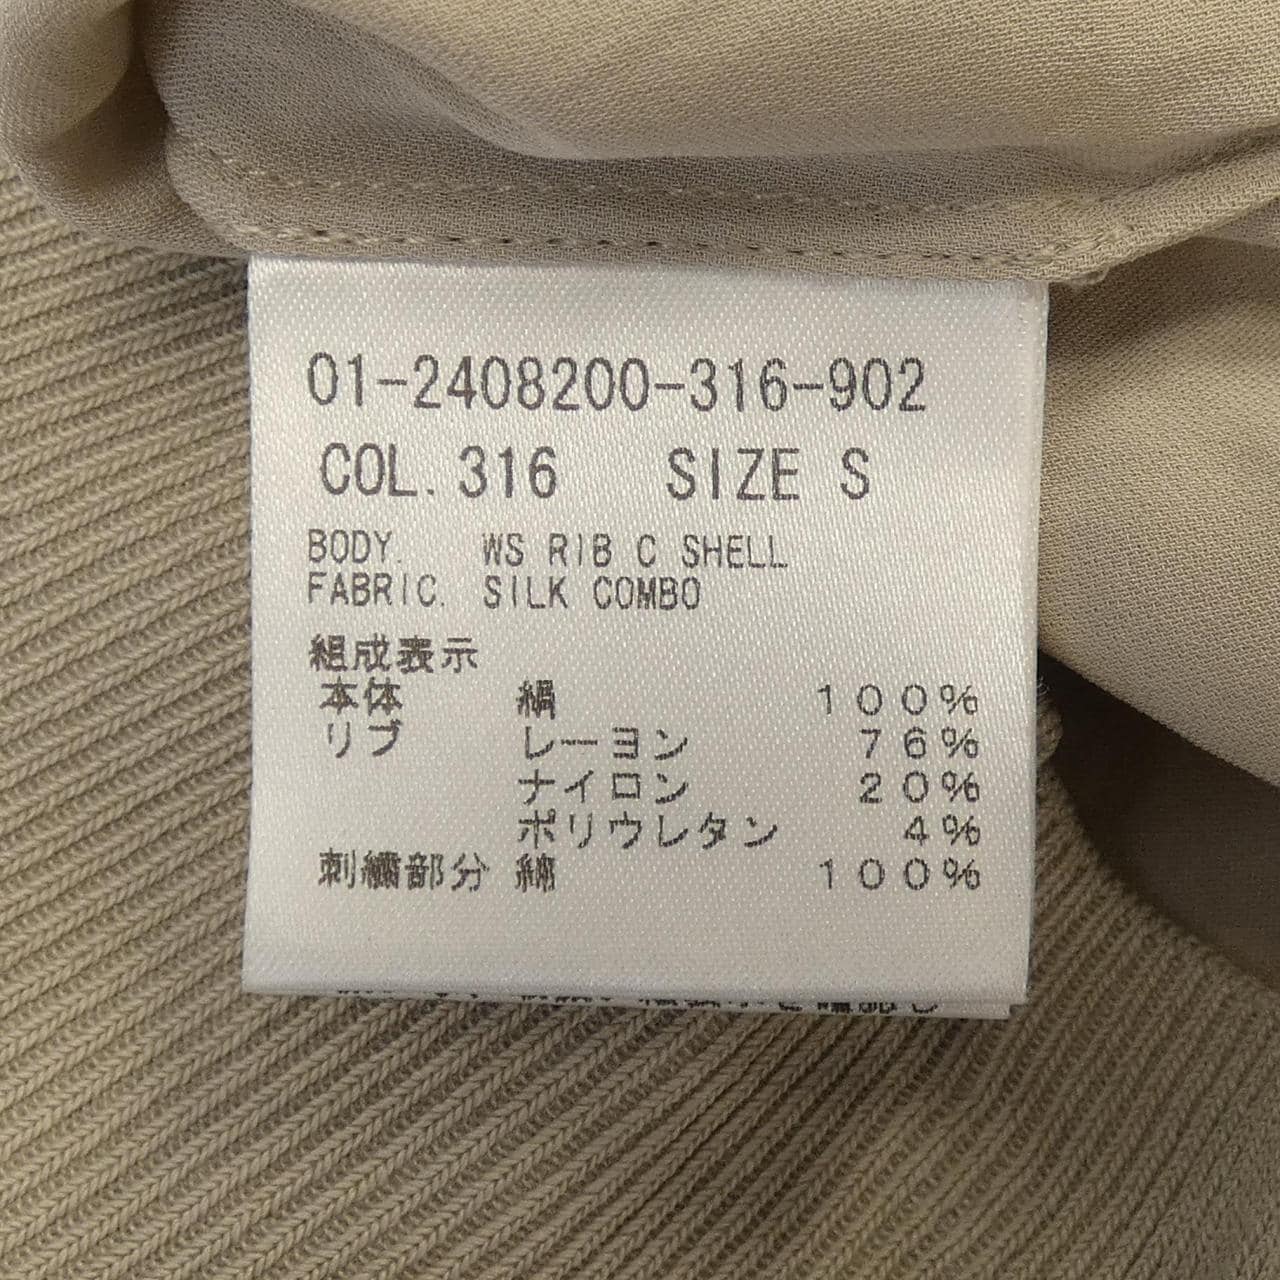 01-2408200-316-902
COL. 316 SIZE S
BODY. WS RIB C SHELL
FABRIC. SILK COMBO
組成表示
本体 絹 100%
リブ レーヨン 76%
ナイロン 20%
ポリウレタン 4%
刺繍部分 綿 100%